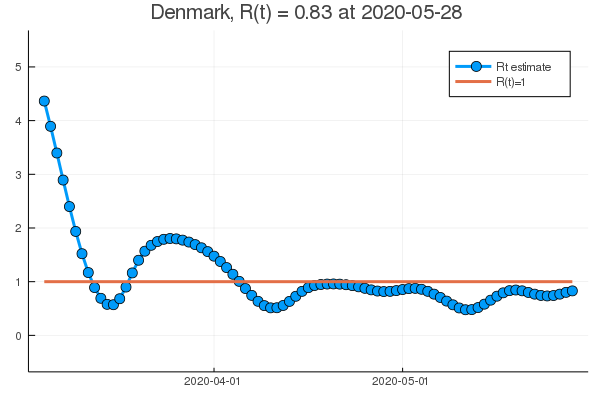 Denmark, R(t) = 0.83 at 2020-05-28
5
4
3
2
1
0
Rt estimate
R(t)=1
2020-04-01
2020-05-01